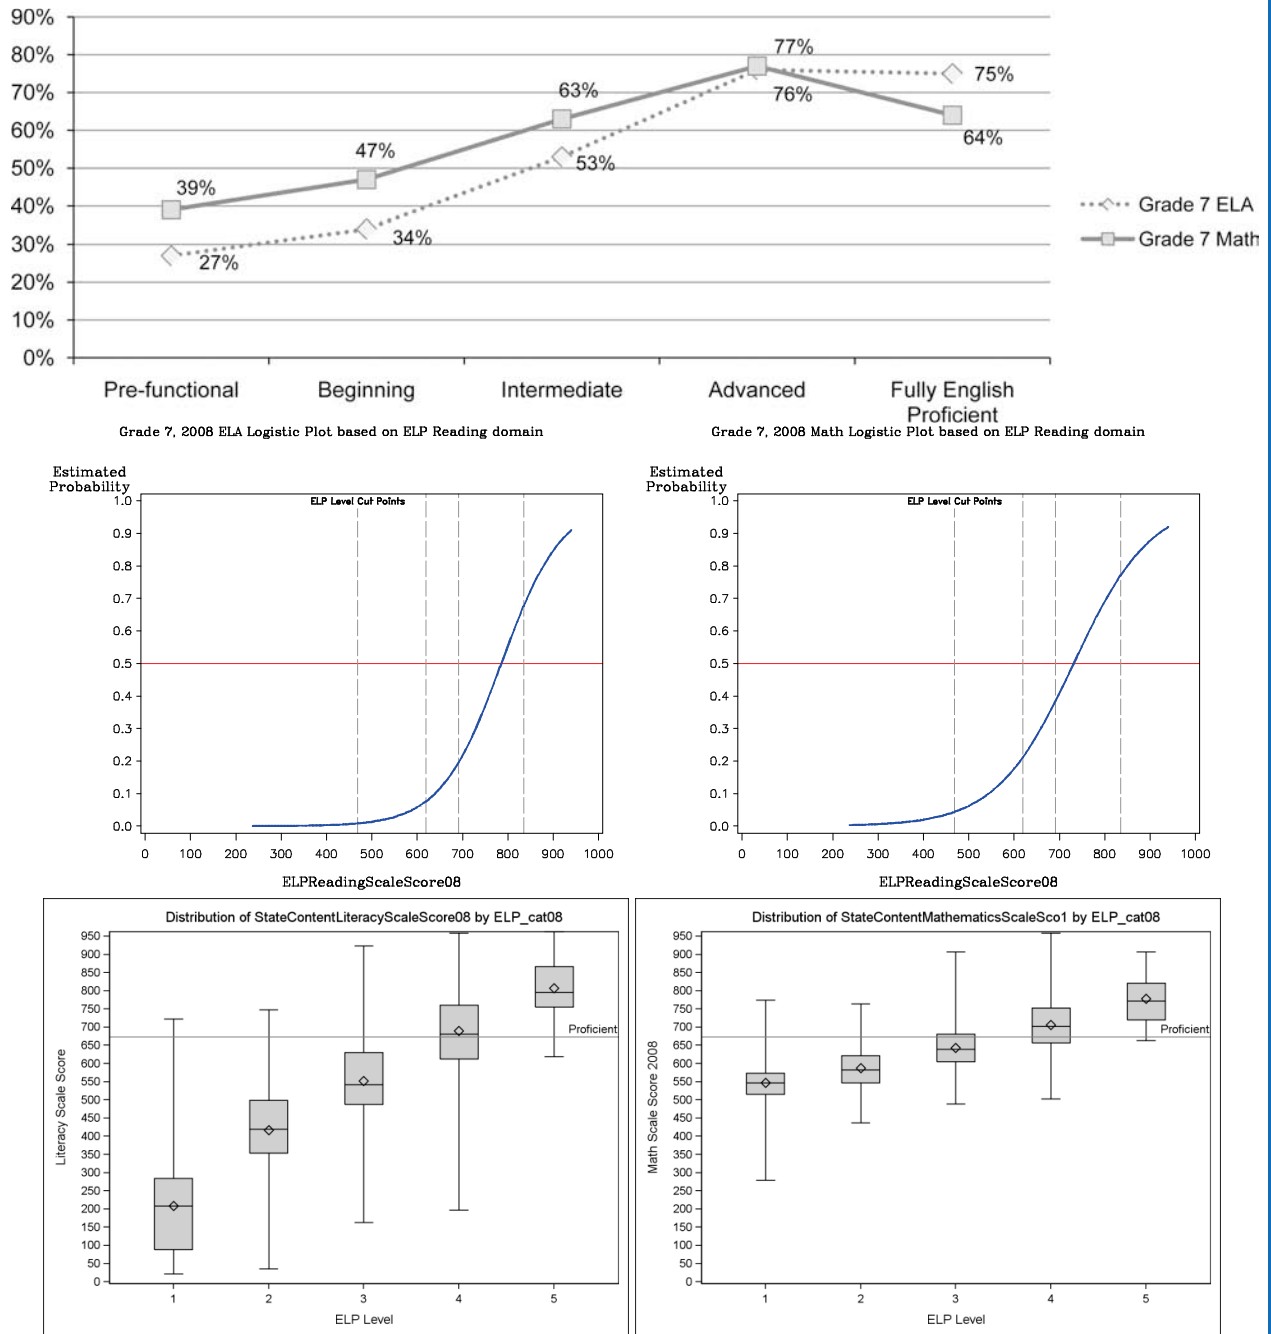 90%
80%
70%
60%
50%
40%
30%
20%
10%
0%
39%
47%
63%
77%
64%
27%
34%
53%
76%
75%
Grade 7 ELA
Grade 7 Math
Pre-functional
Beginning
Intermediate
Advanced
Fully English
Proficient
Grade 7, 2008 ELA Logistic Plot based on ELP Reading domain
Estimated
Probability
ELP Level Cut Points
1.0
0.9
0.8
0.7
0.6
0.5
0.4
0.3
0.2
0.1
0.0
0 100 200 300 400 500 600 700 800 900 1000
ELPReadingScaleScore08
Grade 7, 2008 Math Logistic Plot based on ELP Reading domain
Estimated
Probability
ELP Level Cut Points
1.0
0.9
0.8
0.7
0.6
0.5
0.4
0.3
0.2
0.1
0.0
0 100 200 300 400 500 600 700 800 900 1000
ELPReadingScaleScore08
Distribution of StateContentLiteracyScaleScore08 by ELP_cat08
Literacy Scale Score
950
900
850
800
750
700
650
600
550
500
450
400
350
300
250
200
150
100
50
0
Proficient
1 2 3 4 5
ELP Level
Distribution of StateContentMathematicsScaleSco1 by ELP_cat08
Math Scale Score 2008
950
900
850
800
750
700
650
600
550
500
450
400
350
300
250
200
150
100
50
0
Proficient
1 2 3 4 5
ELP Level